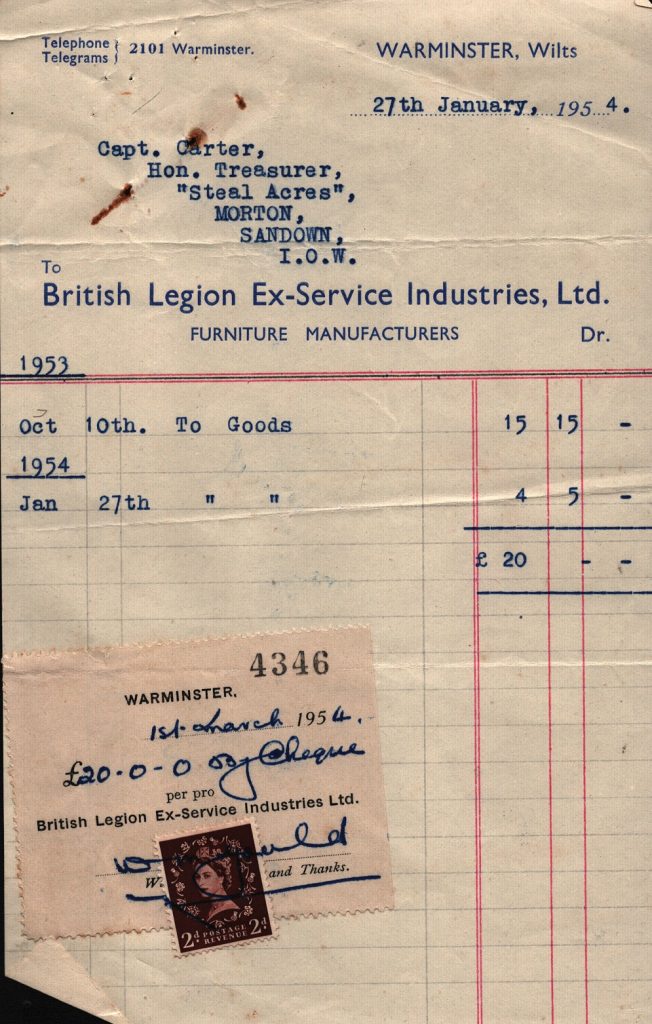 Telephone
Telegrams } 2101 Warminster.
WARMINSTER, Wilts
27th January, 1954.
Capt. Carter,
Hon. Treasurer,
"Steal Acres",
MORTON,
SANDOWN,
I.O.W.
To
British Legion Ex-Service Industries, Ltd.
FURNITURE MANUFACTURERS Dr.
1953
Oct 10th. To Goods 15 15 -
1954
Jan 27th " " 4 5 -
£ 20 - -
4346
WARMINSTER,
1st March 1954.
£20-0-0 by Cheque
per pro
British Legion Ex-Service Industries Ltd.
and Thanks.
2d POSTAGE REVENUE 2d